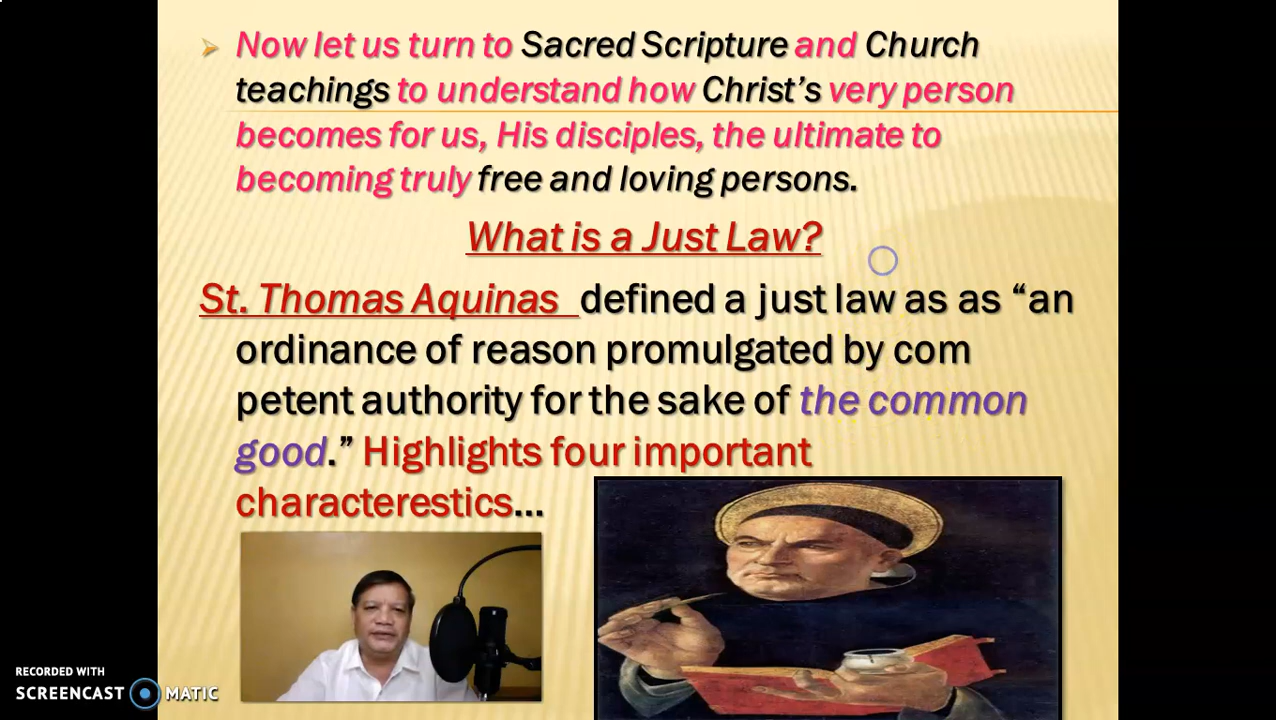 Now let us turn to Sacred Scripture and Church
teachings to understand how Christ’s very person
becomes for us, His disciples, the ultimate to
becoming truly free and loving persons.
What is a Just Law?
St. Thomas Aquinas defined a just law as as “an
ordinance of reason promulgated by com
petent authority for the sake of the common
good.” Highlights four important
characterestics...
RECORDED WITH
SCREENCAST MATIC